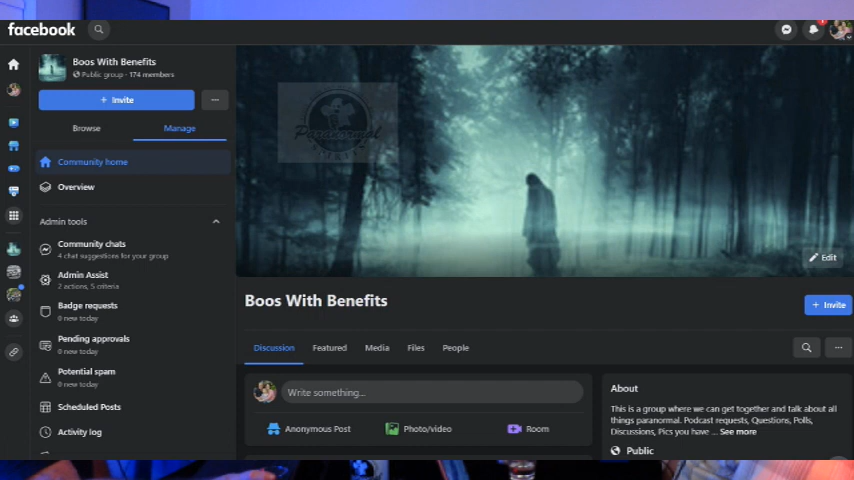 facebook
Boos With Benefits
Public group · 174 members
+ Invite
Browse
Manage
Community home
Overview
Admin tools
Community chats
4 chat suggestions for your group
Admin Assist
2 actions, 5 criteria
Badge requests
0 new today
Pending approvals
0 new today
Potential spam
0 new today
Scheduled Posts
Activity log
Paranormal
Edit
Boos With Benefits
+ Invite
Discussion
Featured
Media
Files
People
Write something...
Anonymous Post
Photo/video
Room
About
This is a group where we can get together and talk about all
things paranormal. Podcast requests, Questions, Polls,
Discussions, Pics you have ... See more
Public